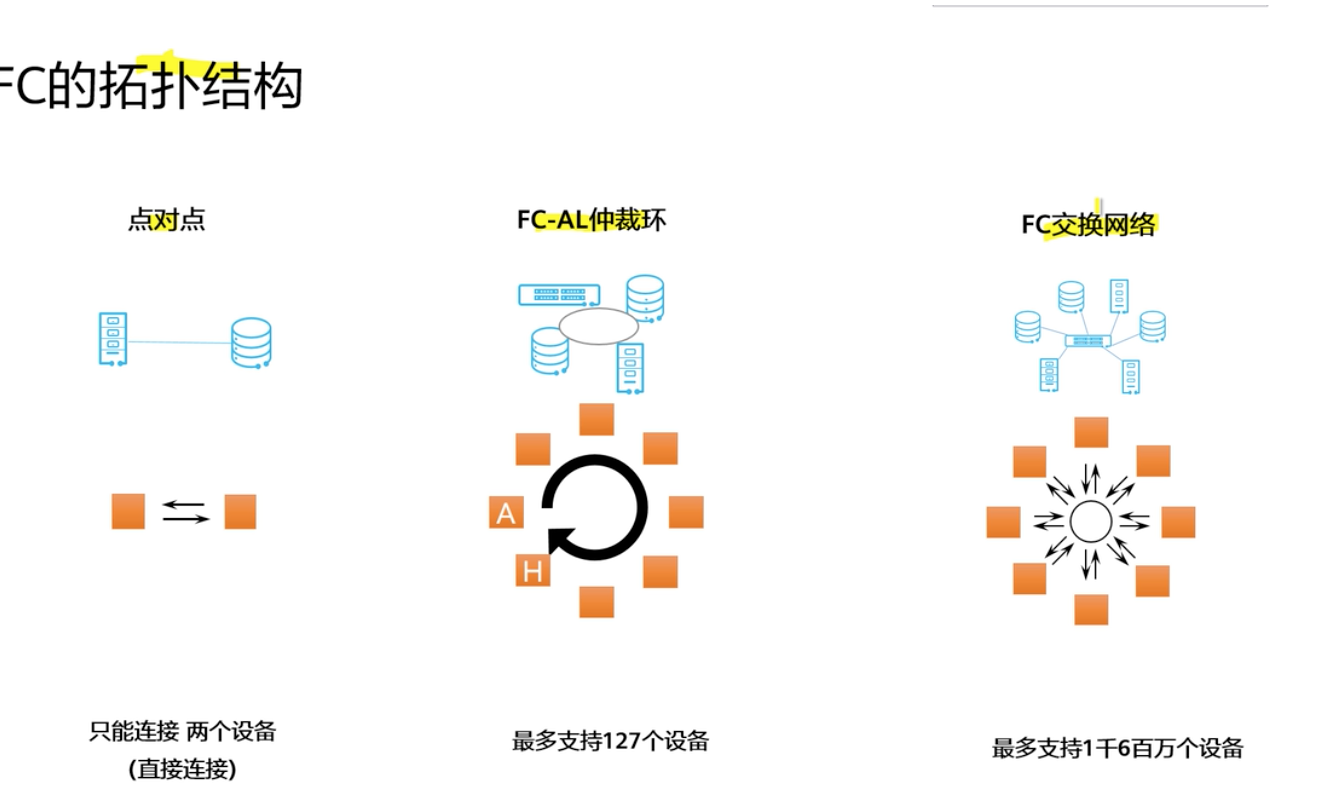 FC的拓扑结构
点对点
FC-AL仲裁环
FC交换网络
A
H
只能连接 两个设备
(直接连接)
最多支持127个设备
最多支持1千6百万个设备